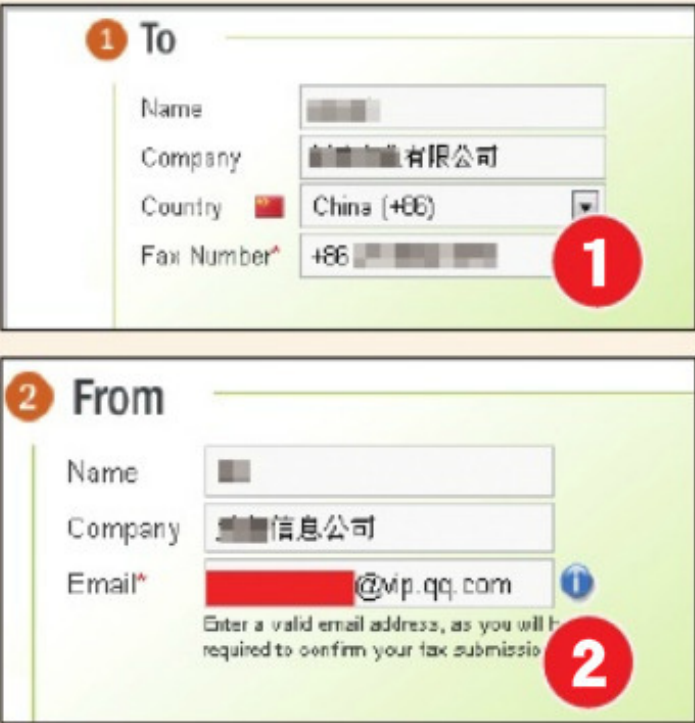 1 To
Name
Company 有限公司
Country China (+86)
Fax Number* +86
1
2 From
Name
Company 信息公司
Email* @vip.qq.com
Enter a valid email address, as you will
required to confirm your fax submissio
2